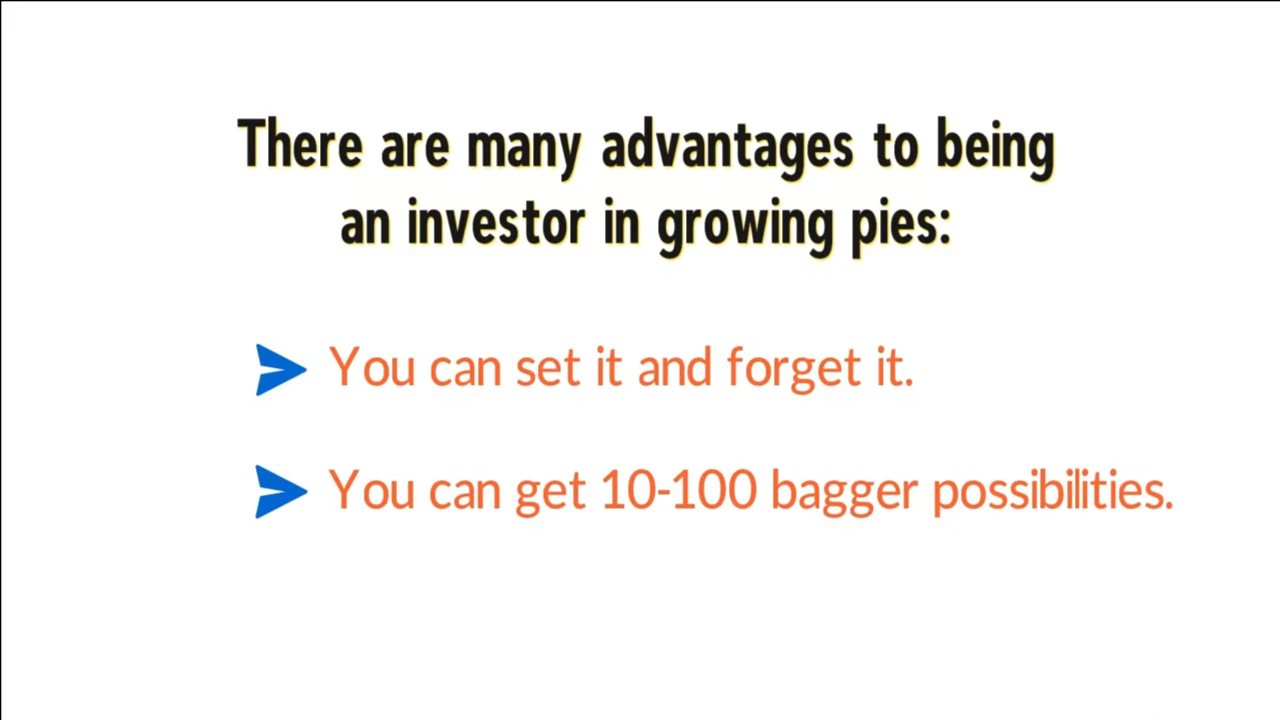 There are many advantages to being
an investor in growing pies:
You can set it and forget it.
You can get 10-100 bagger possibilities.